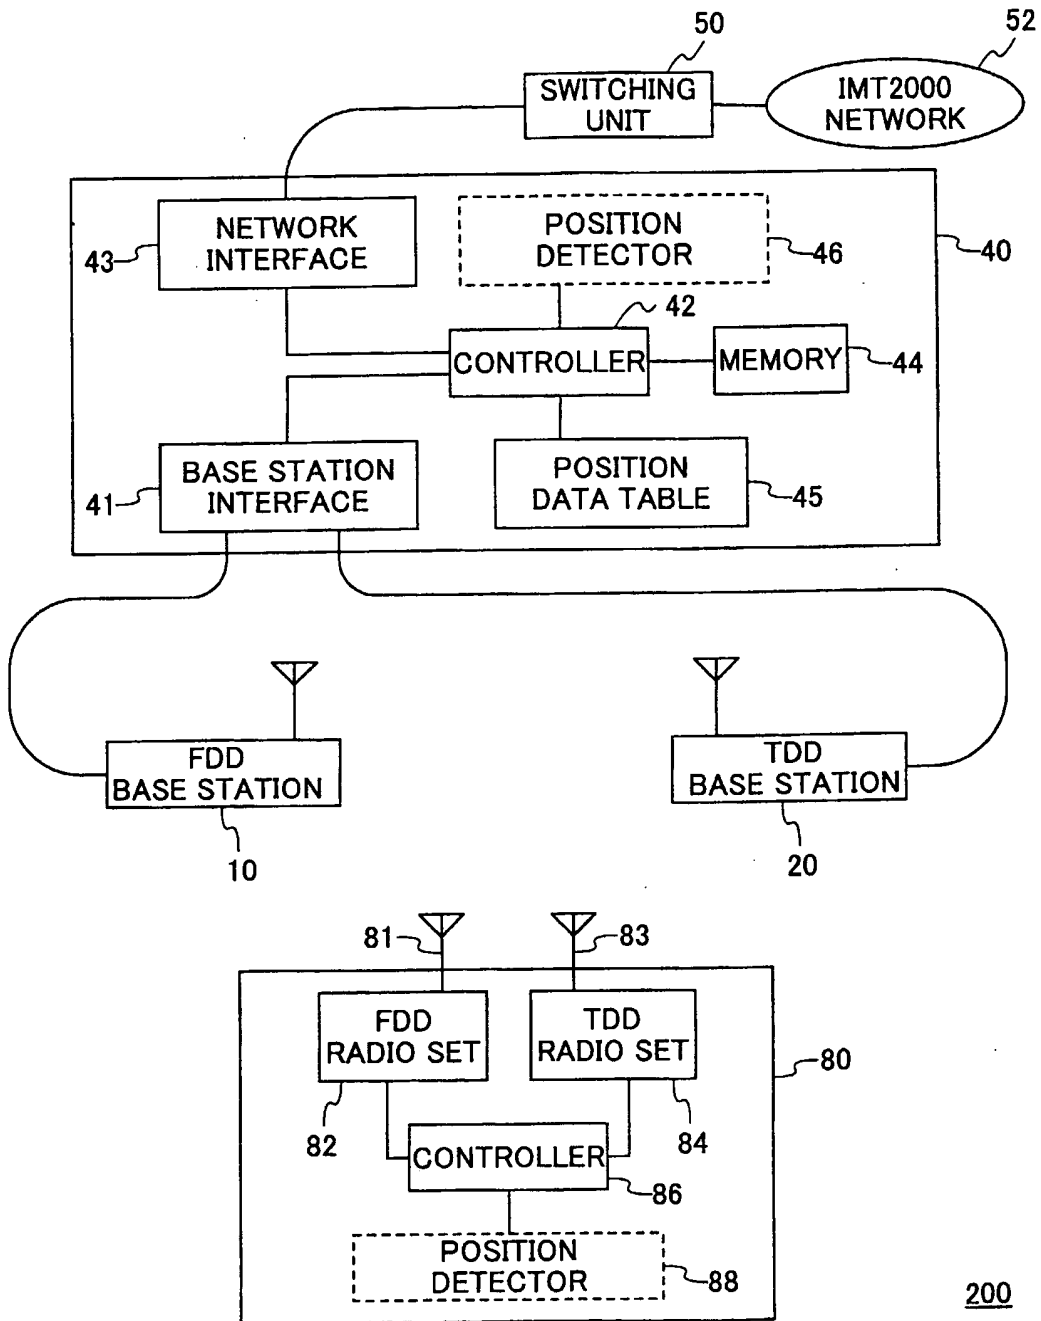 50
52
SWITCHING
UNIT
IMT2000
NETWORK
NETWORK
INTERFACE
43
POSITION
DETECTOR
46
40
42
CONTROLLER
MEMORY
44
BASE STATION
INTERFACE
41
POSITION
DATA TABLE
45
FDD
BASE STATION
10
TDD
BASE STATION
20
81
83
FDD
RADIO SET
82
TDD
RADIO SET
84
80
CONTROLLER
86
POSITION
DETECTOR
88
200